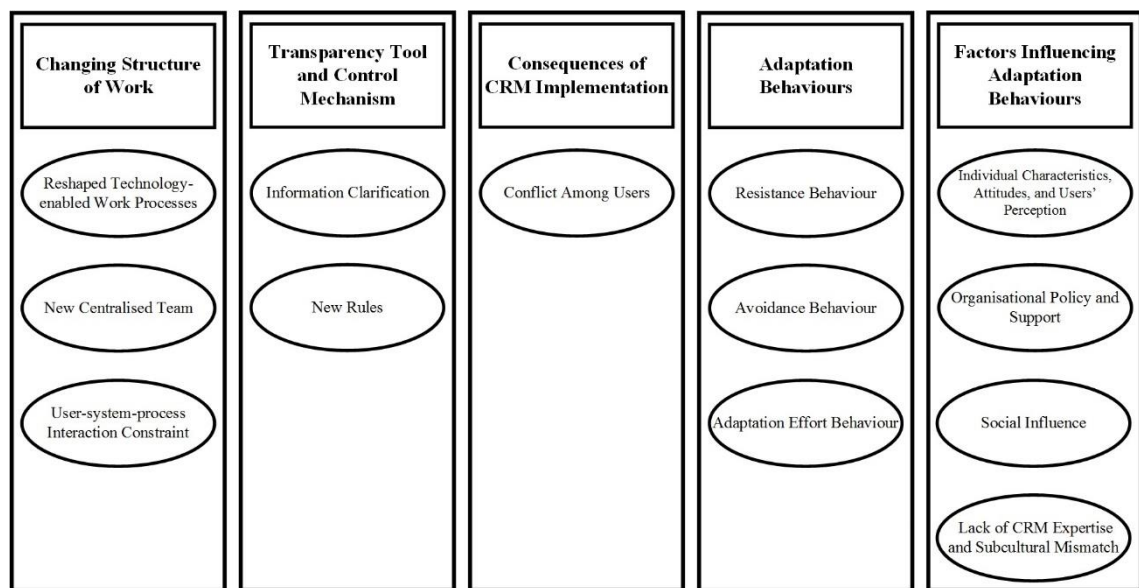 Changing Structure
of Work
Reshaped Technology-
enabled Work Processes
New Centralised Team
User-system-process
Interaction Constraint
Transparency Tool
and Control
Mechanism
Information Clarification
New Rules
Consequences of
CRM Implementation
Conflict Among Users
Adaptation
Behaviours
Resistance Behaviour
Avoidance Behaviour
Adaptation Effort Behaviour
Factors Influencing
Adaptation
Behaviours
Individual Characteristics,
Attitudes, and Users'
Perception
Organisational Policy and
Support
Social Influence
Lack of CRM Expertise
and Subcultural Mismatch